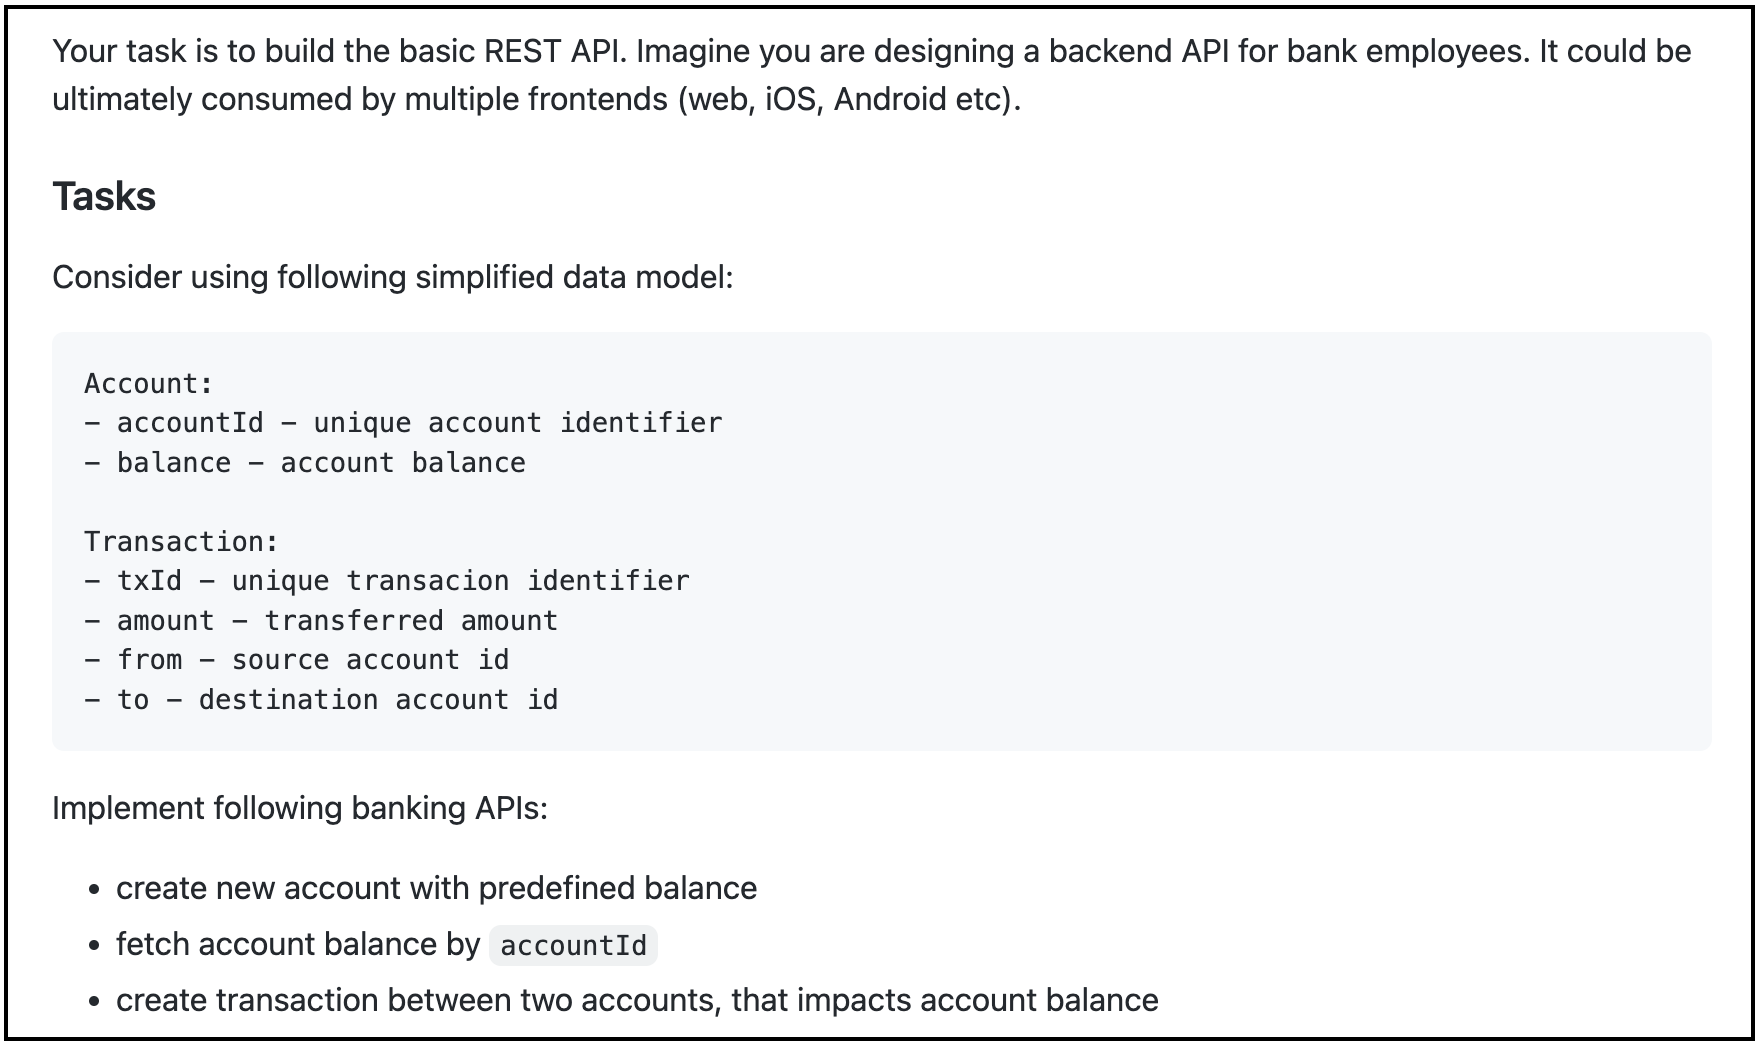 Your task is to build the basic REST API. Imagine you are designing a backend API for bank employees. It could be
ultimately consumed by multiple frontends (web, iOS, Android etc).
Tasks
Consider using following simplified data model:
Account:
– accountId – unique account identifier
– balance – account balance
Transaction:
– txId – unique transacion identifier
– amount – transferred amount
– from – source account id
– to – destination account id
Implement following banking APIs:
• create new account with predefined balance
• fetch account balance by accountId
• create transaction between two accounts, that impacts account balance